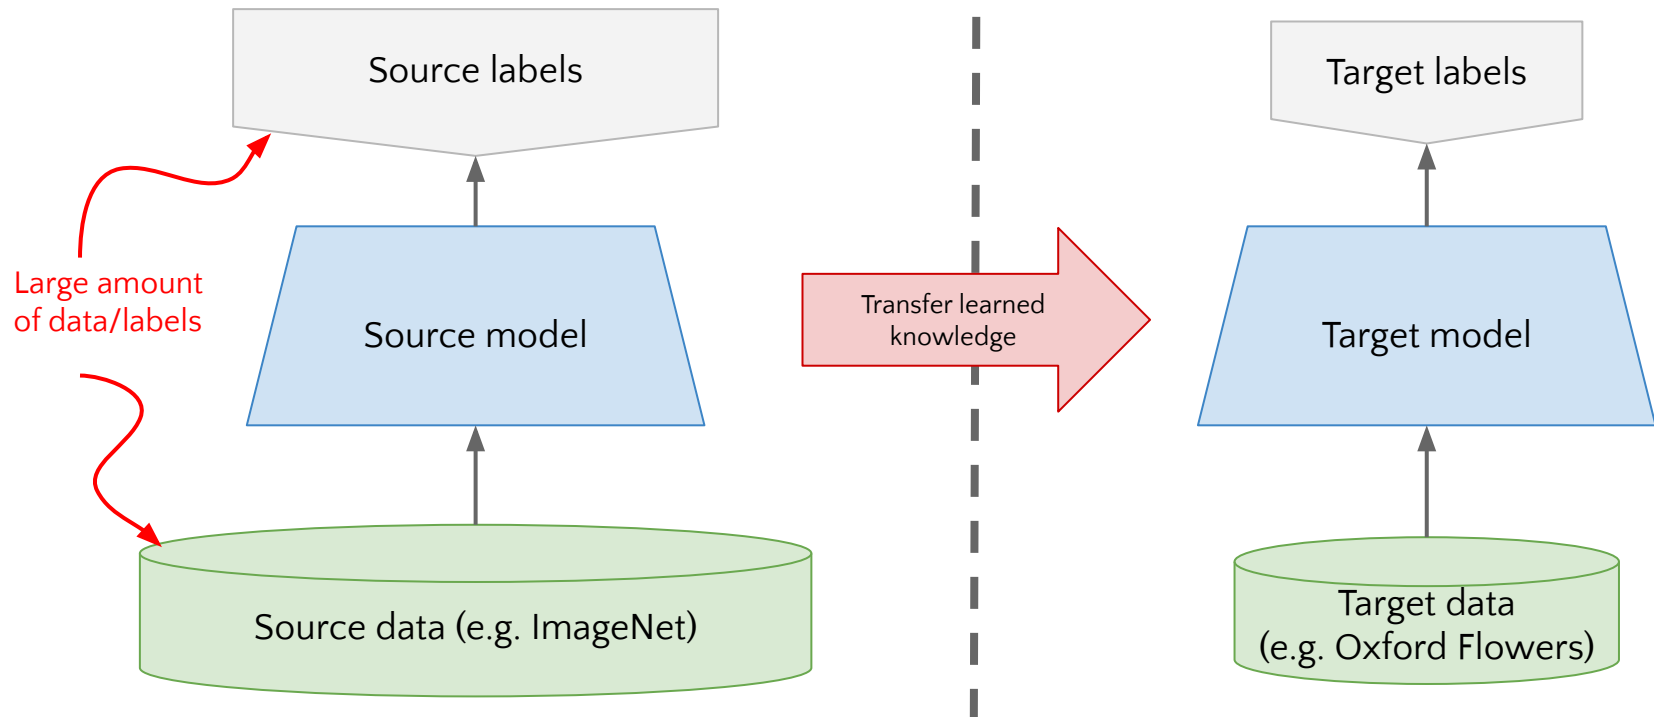 Source labels
Large amount
of data/labels
Source model
Source data (e.g. ImageNet)
Transfer learned
knowledge
Target labels
Target model
Target data
(e.g. Oxford Flowers)